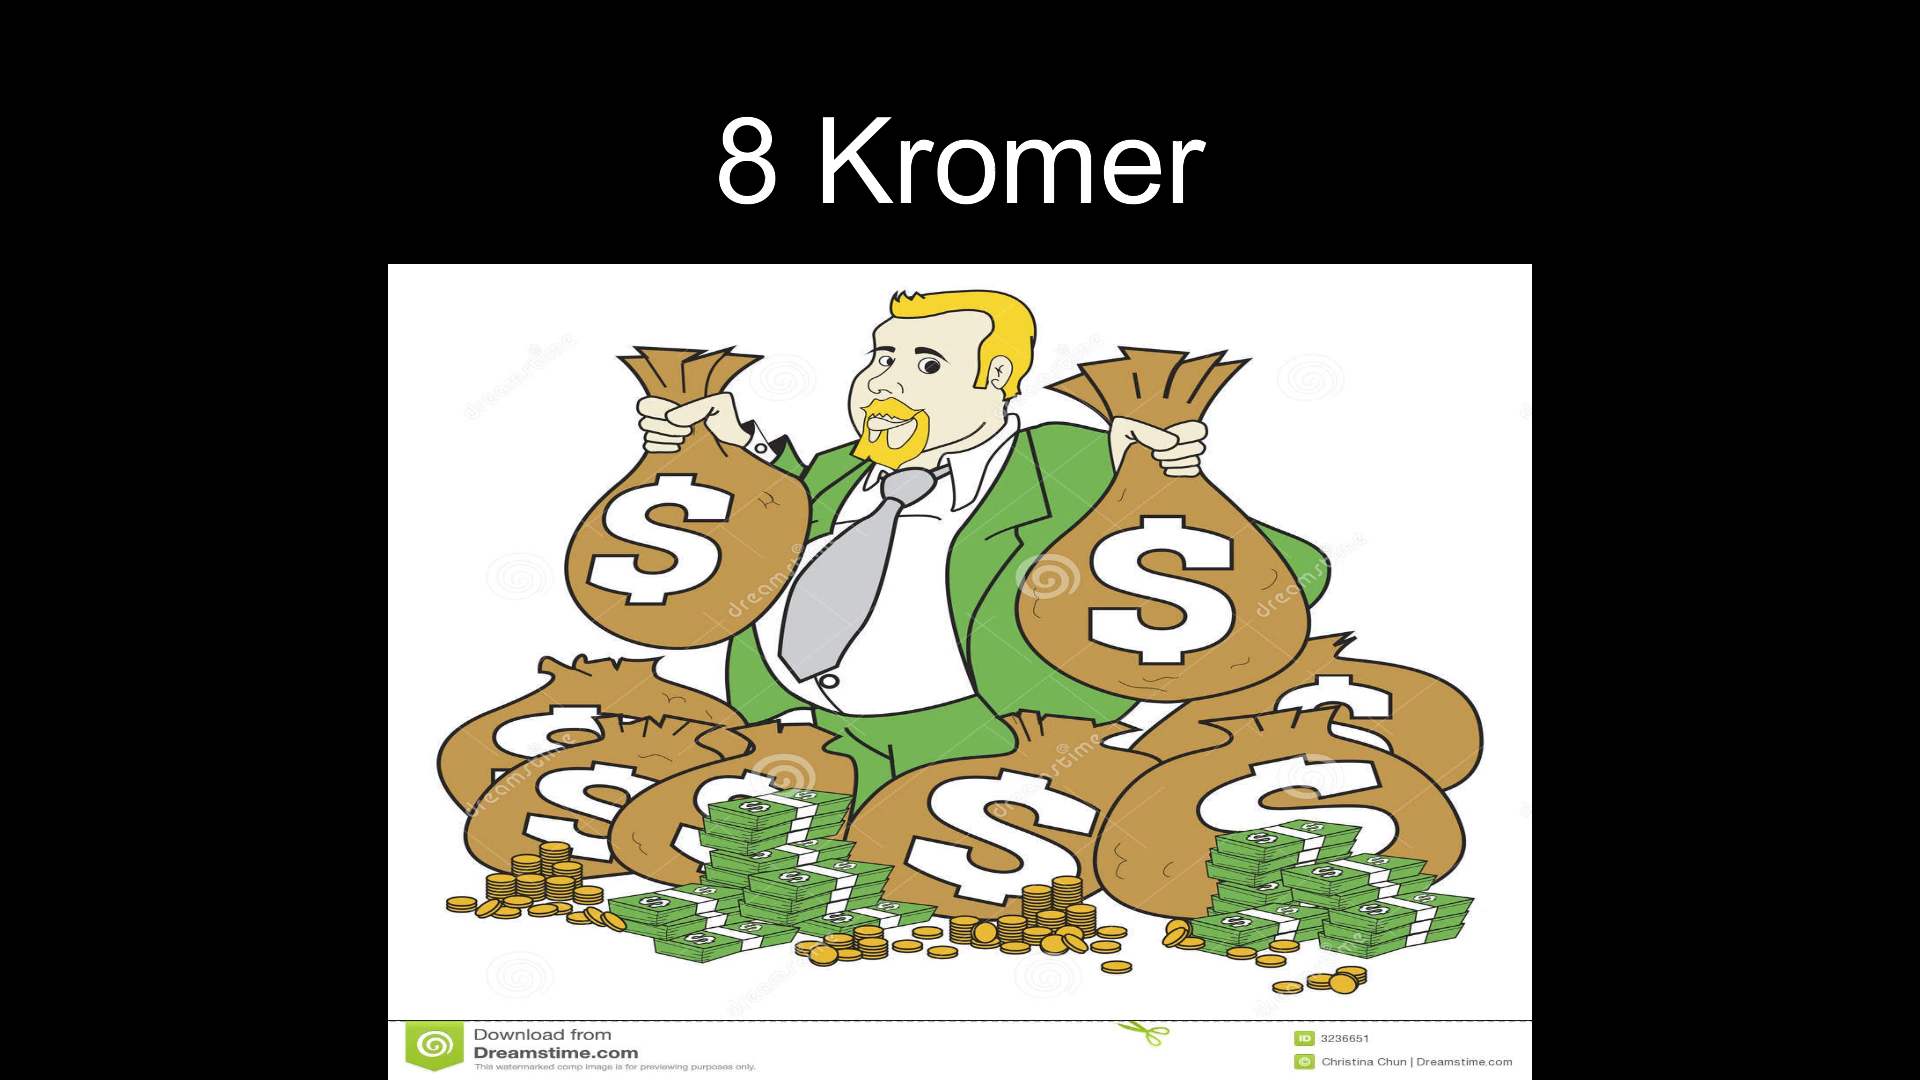 8 Kromer
$
$
$
$
$
$
$
$
Download from
Dreamstime.com
This watermarked comp image is for previewing purposes only.
ID 3236651
© Christina Chun | Dreamstime.com